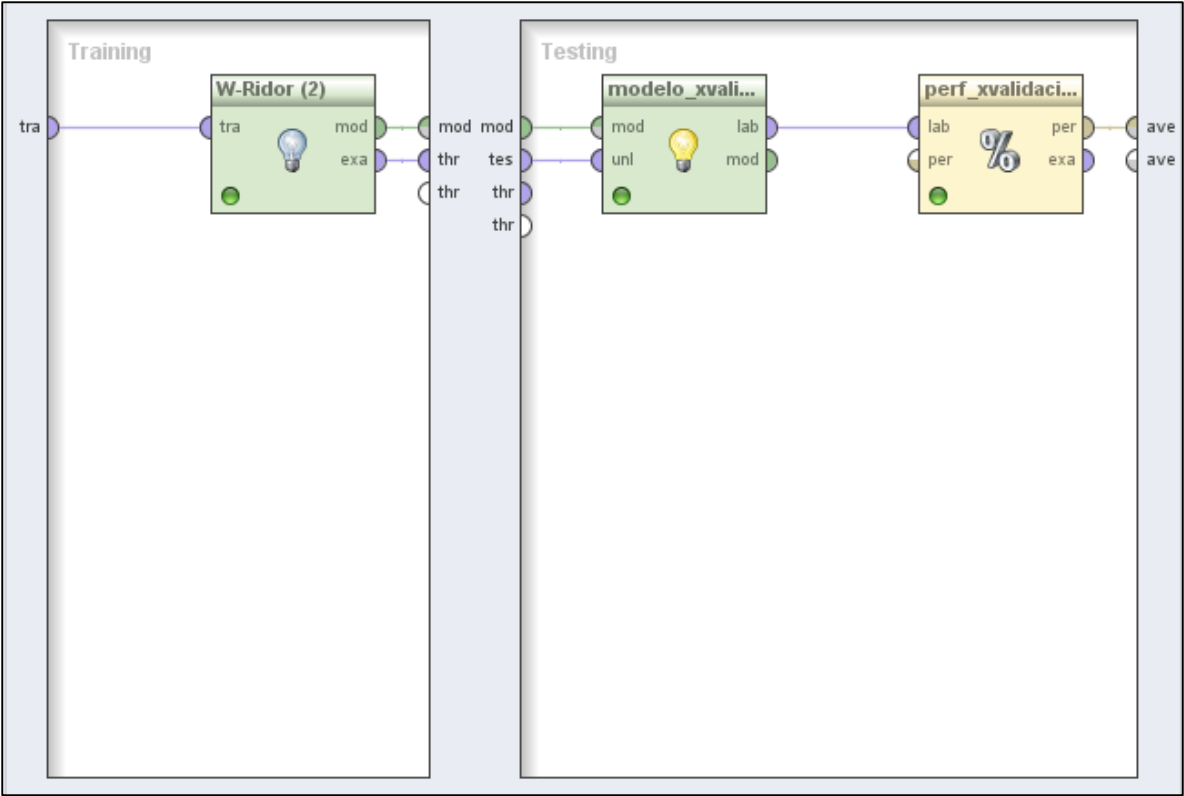 Training
Testing
W-Ridor (2)
modelo_xvali...
perf_xvalidaci...
tra
tra
mod
mod
mod
mod
lab
lab
per
ave
exa
thr
tes
unl
mod
per
exa
ave
thr
thr
thr